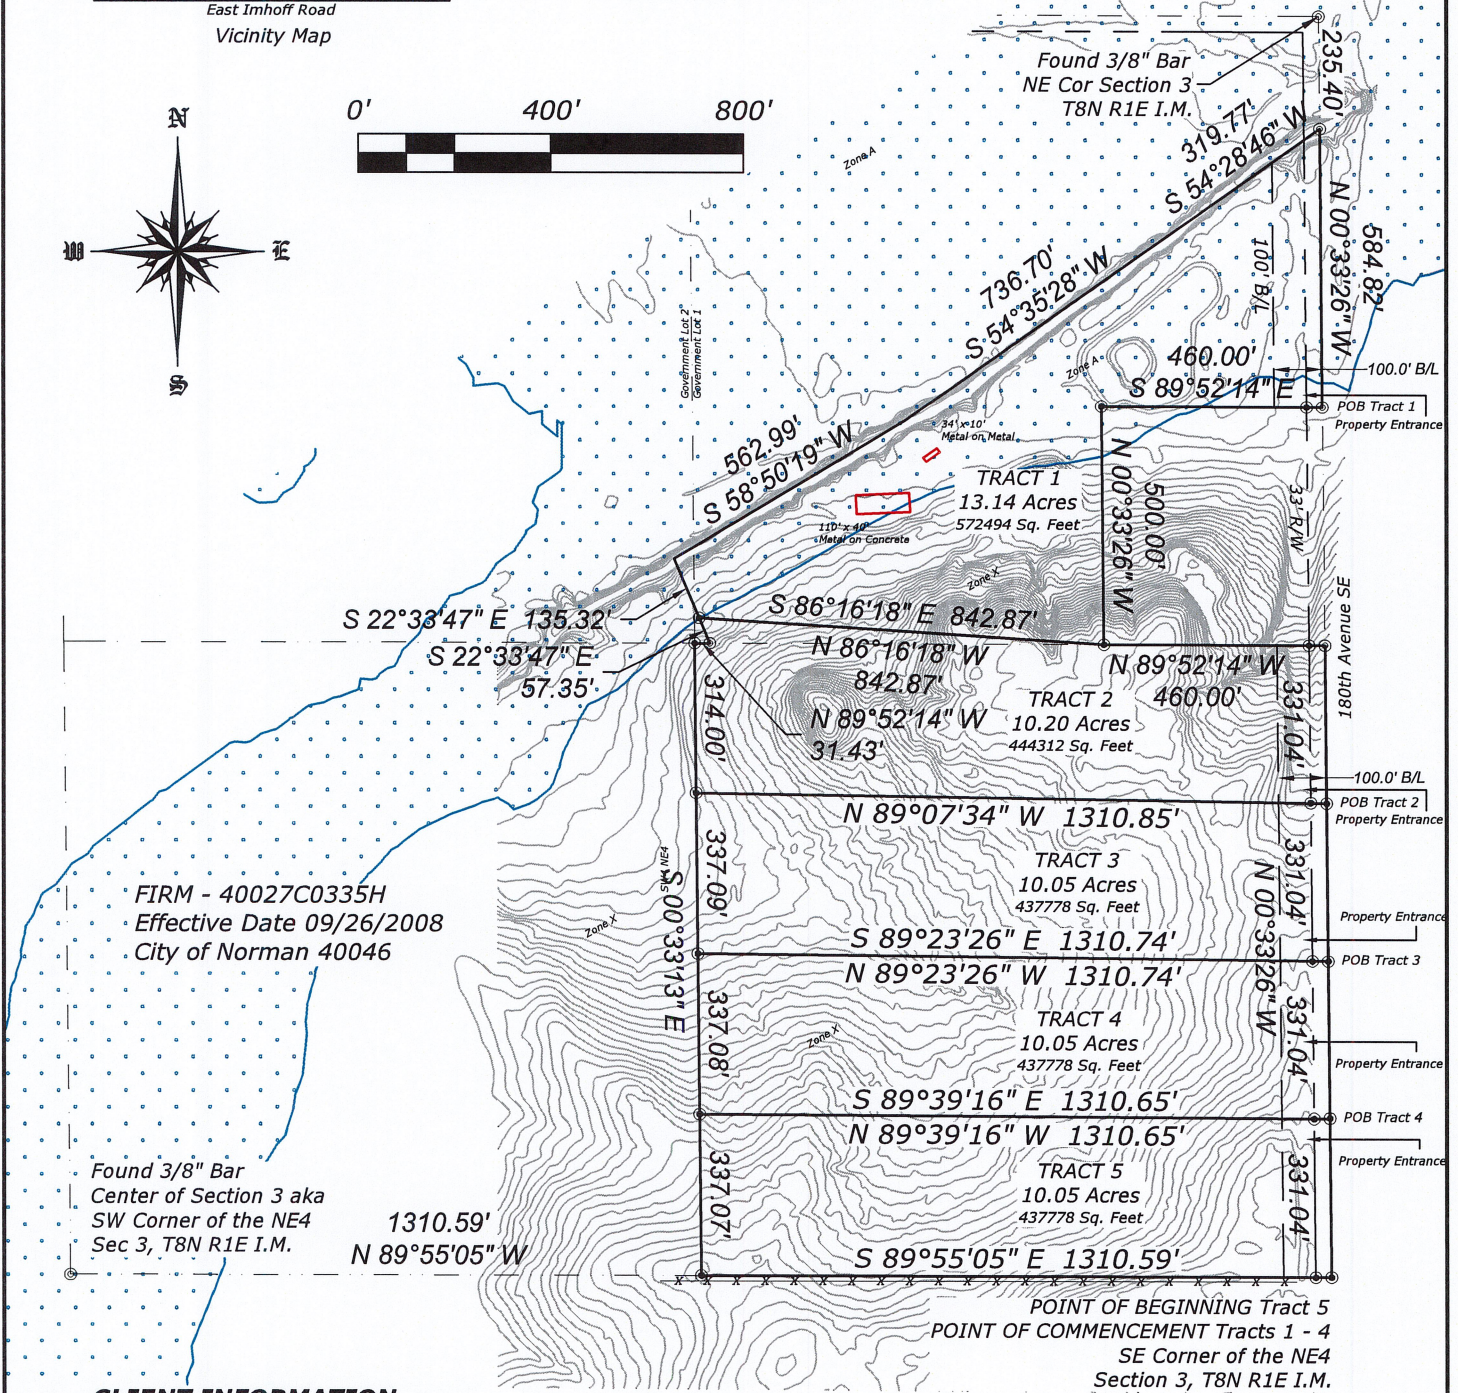 East Imhoff Road
Vicinity Map
N
W
E
S
0'
400'
800'
Found 3/8" Bar
NE Cor Section 3
T8N R1E I.M.
235.40'
319.77'
S 54°28'46" W
Zone A
N 00°33'26" W
584.82'
100' B/L
736.70'
S 54°35'28" W
Government Lot 2
Government Lot 1
Zone A
460.00'
S 89°52'14" E
100.0' B/L
POB Tract 1
Property Entrance
562.99'
S 58°50'19" W
34' x 10'
Metal on Metal
TRACT 1
13.14 Acres
572494 Sq. Feet
110' x 40'
Metal on Concrete
N 00°33'26" W
500.00'
33' R/W
Zone X
180th Avenue SE
S 22°33'47" E 135.32'
S 86°16'18" E 842.87'
S 22°33'47" E
57.35'
N 86°16'18" W
842.87'
N 89°52'14" W
460.00'
314.00'
N 89°52'14" W
31.43'
TRACT 2
10.20 Acres
444312 Sq. Feet
331.04'
100.0' B/L
POB Tract 2
Property Entrance
N 89°07'34" W 1310.85'
SW4 NE4
S 00°33'13" E
337.09'
TRACT 3
10.05 Acres
437778 Sq. Feet
331.04'
N 00°33'26" W
FIRM - 40027C0335H
Effective Date 09/26/2008
City of Norman 40046
Zone X
Property Entrance
S 89°23'26" E 1310.74'
POB Tract 3
N 89°23'26" W 1310.74'
337.08'
Zone X
TRACT 4
10.05 Acres
437778 Sq. Feet
331.04'
Property Entrance
S 89°39'16" E 1310.65'
POB Tract 4
N 89°39'16" W 1310.65'
Property Entrance
337.07'
TRACT 5
10.05 Acres
437778 Sq. Feet
331.04'
Found 3/8" Bar
Center of Section 3 aka
SW Corner of the NE4
Sec 3, T8N R1E I.M.
1310.59'
N 89°55'05" W
S 89°55'05" E 1310.59'
POINT OF BEGINNING Tract 5
POINT OF COMMENCEMENT Tracts 1 - 4
SE Corner of the NE4
Section 3, T8N R1E I.M.
CLIENT INFORMATION